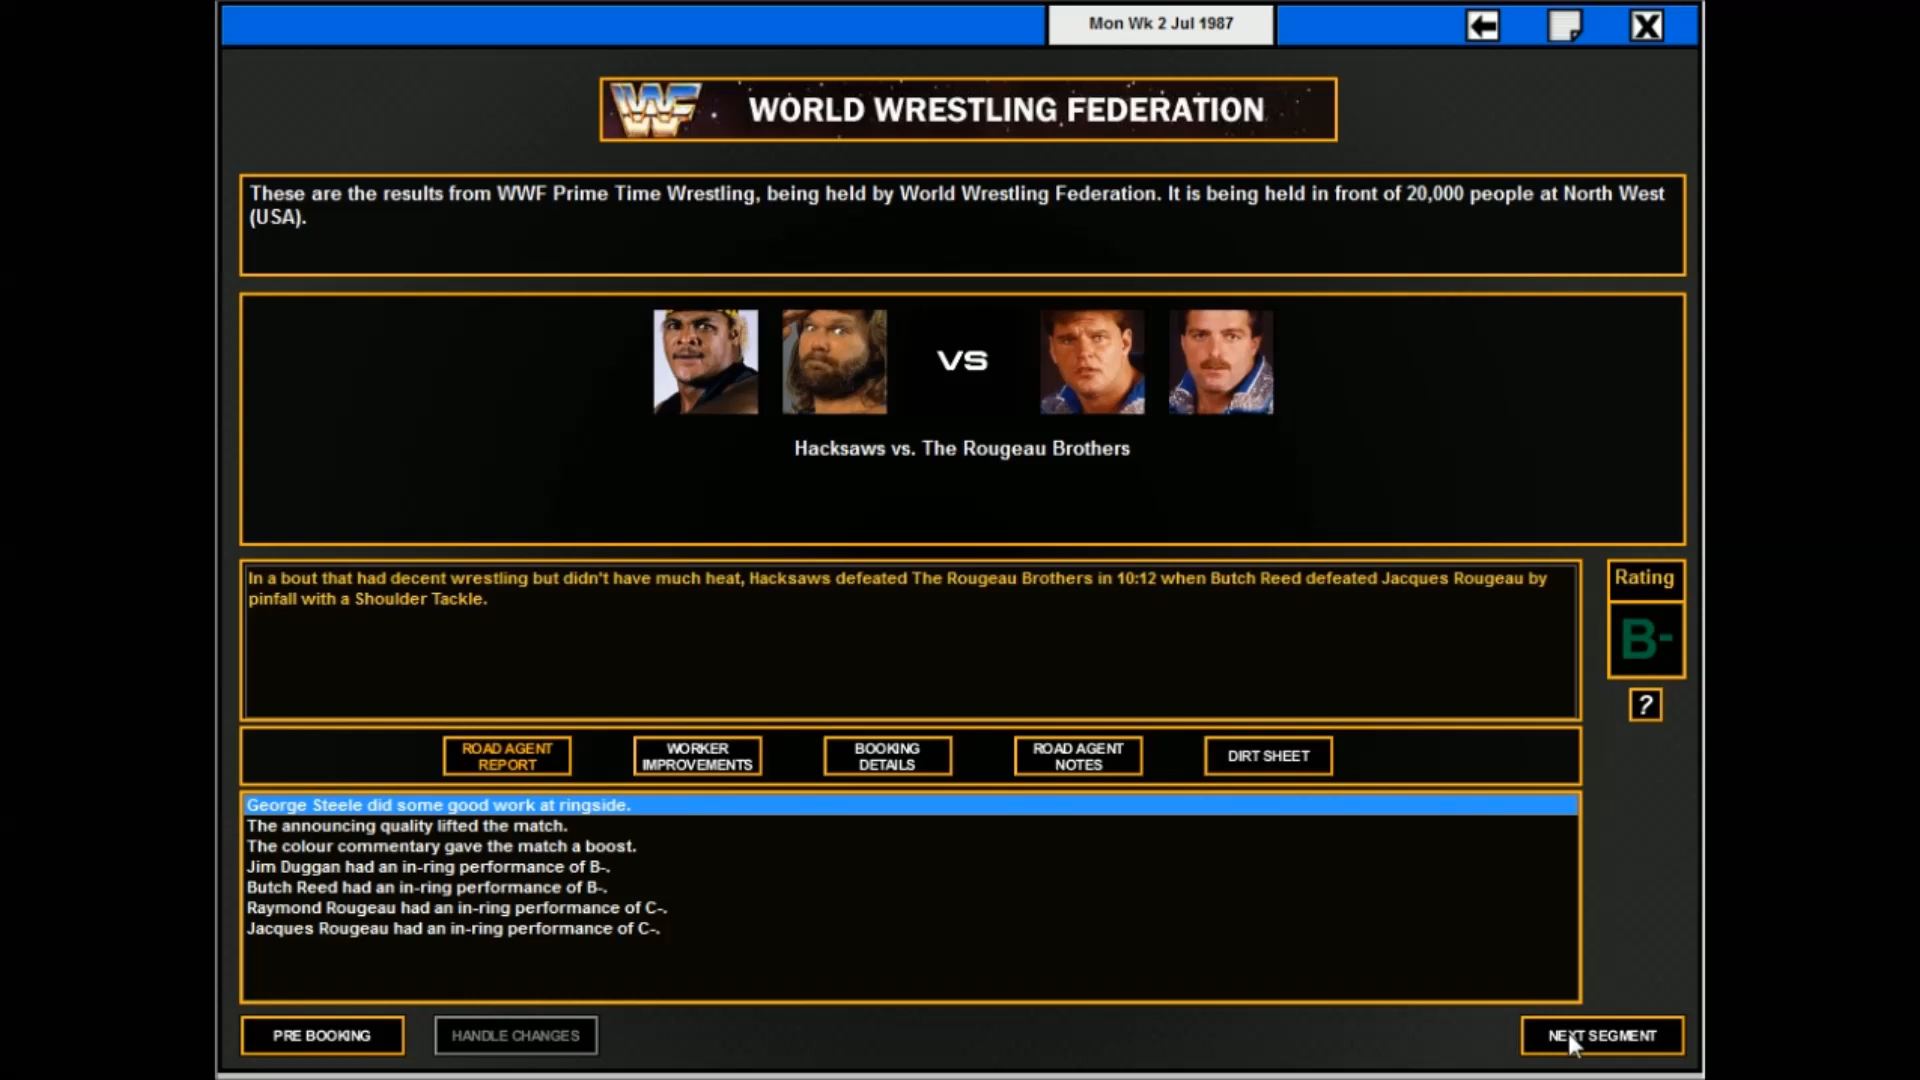 Mon Wk 2 Jul 1987
WWF
WORLD WRESTLING FEDERATION
These are the results from WWF Prime Time Wrestling, being held by World Wrestling Federation. It is being held in front of 20,000 people at North West
(USA).
VS
Hacksaws vs. The Rougeau Brothers
In a bout that had decent wrestling but didn't have much heat, Hacksaws defeated The Rougeau Brothers in 10:12 when Butch Reed defeated Jacques Rougeau by
pinfall with a Shoulder Tackle.
Rating
B-
?
ROAD AGENT
REPORT
WORKER
IMPROVEMENTS
BOOKING
DETAILS
ROAD AGENT
NOTES
DIRT SHEET
George Steele did some good work at ringside.
The announcing quality lifted the match.
The colour commentary gave the match a boost.
Jim Duggan had an in-ring performance of B-.
Butch Reed had an in-ring performance of B-.
Raymond Rougeau had an in-ring performance of C-.
Jacques Rougeau had an in-ring performance of C-.
PRE BOOKING
HANDLE CHANGES
NEXT SEGMENT